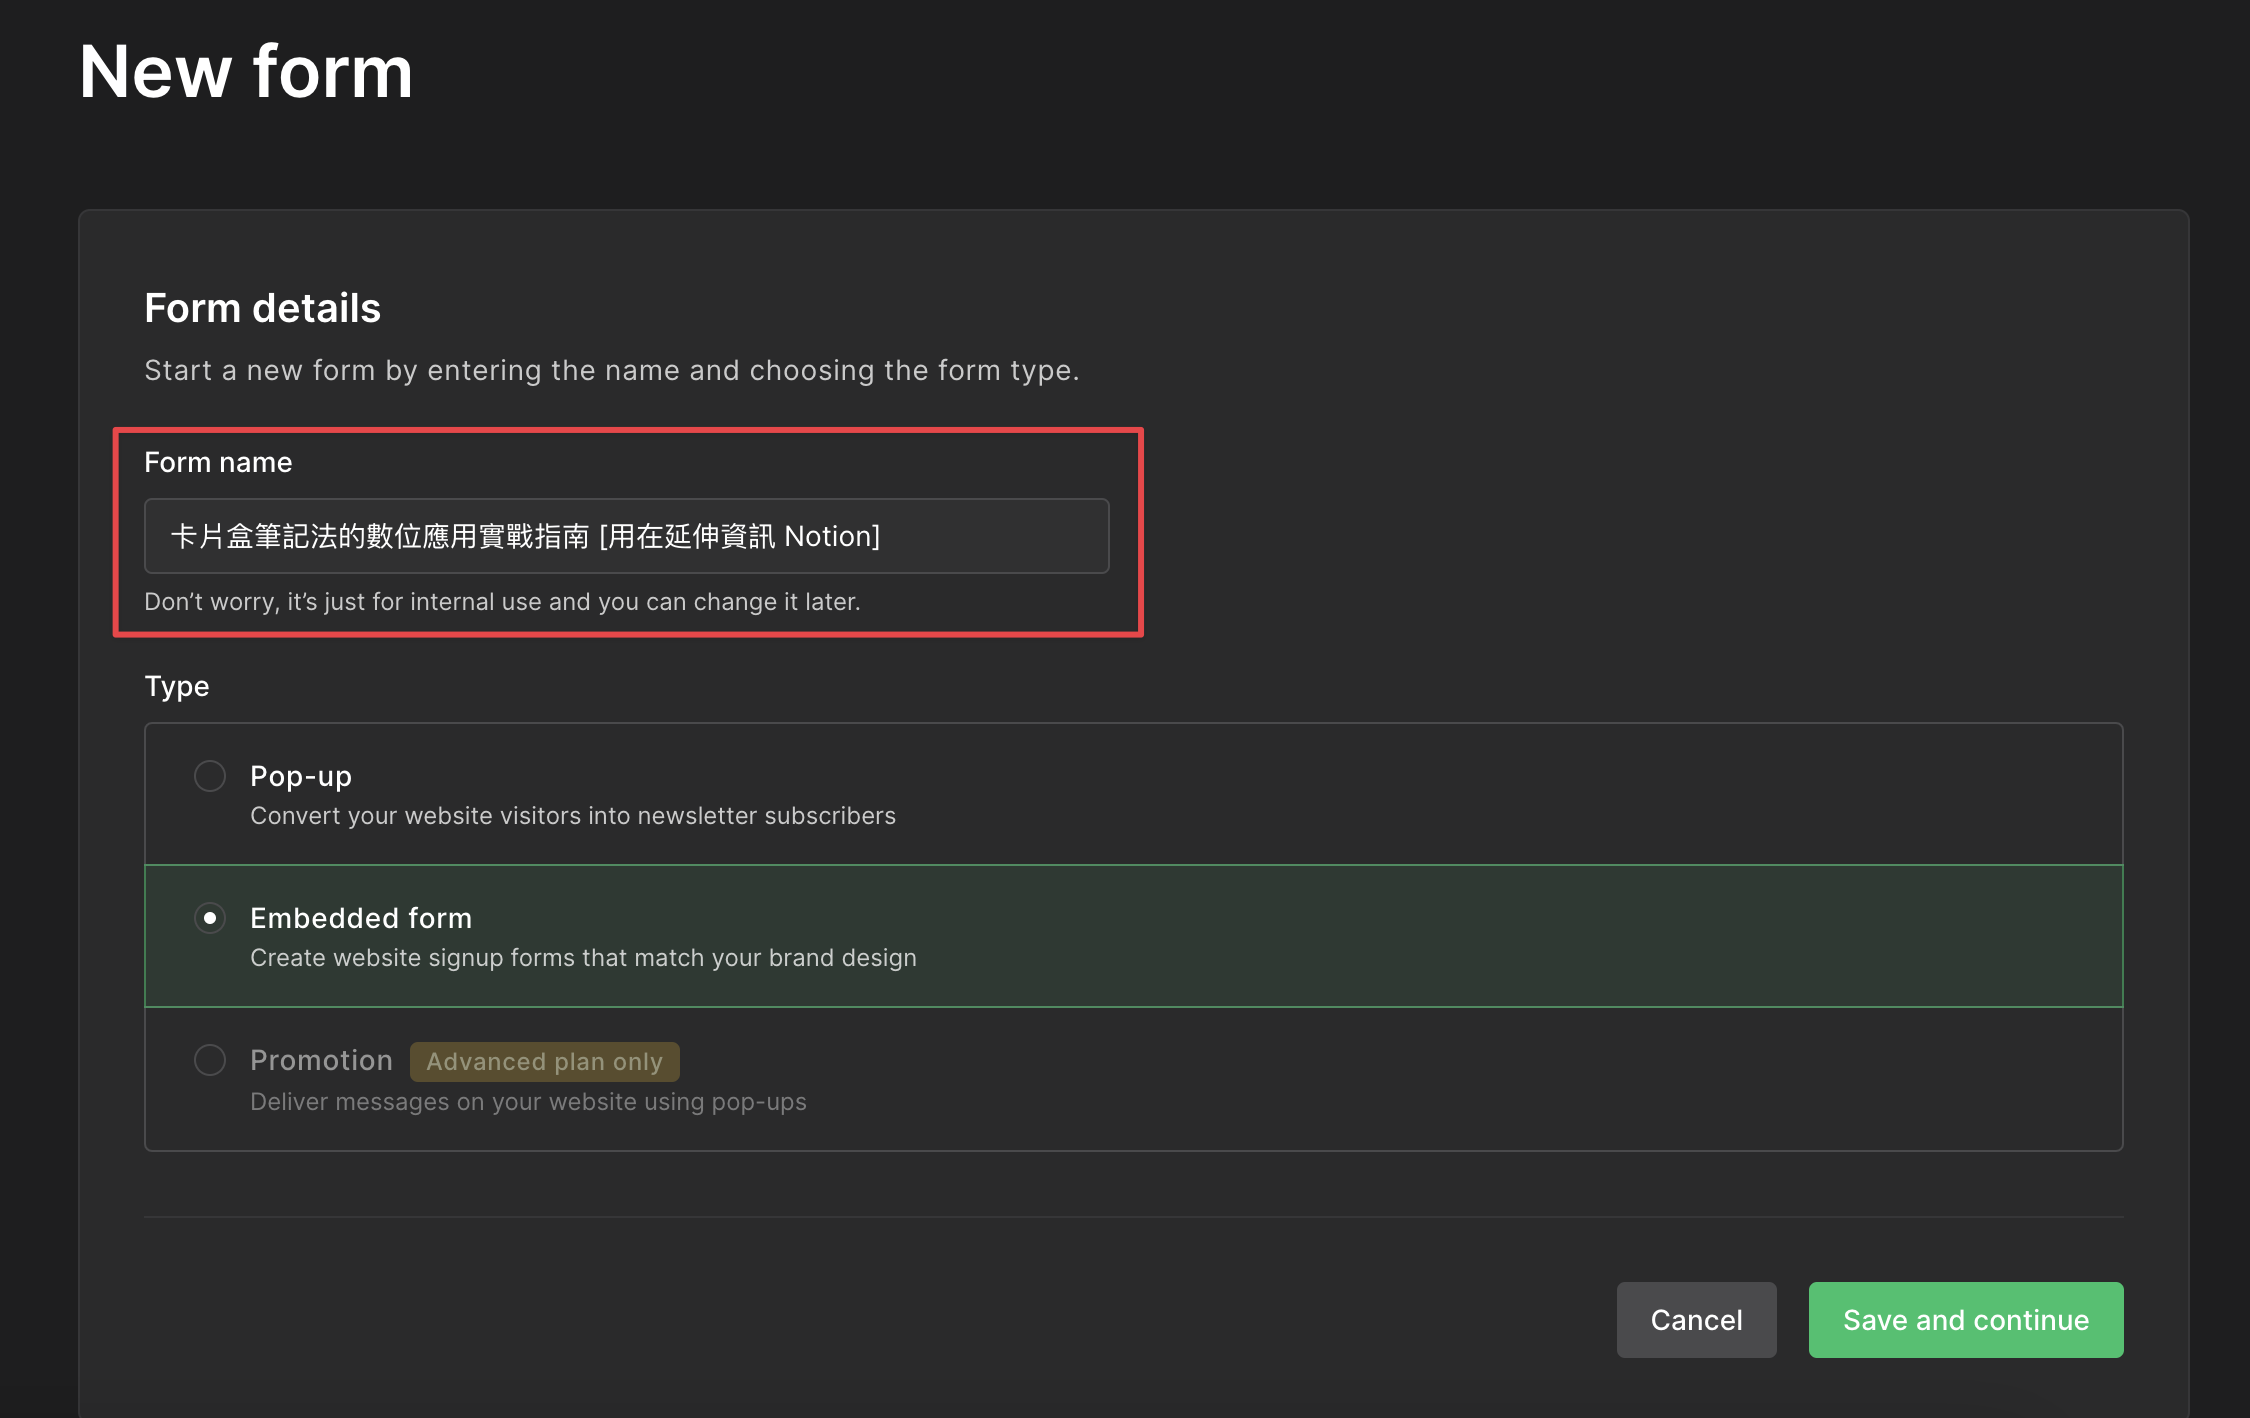 New form
Form details
Start a new form by entering the name and choosing the form type.
Form name
卡片盒筆記法的數位應用實戰指南 [用在延伸資訊 Notion]
Don’t worry, it’s just for internal use and you can change it later.
Type
Pop-up
Convert your website visitors into newsletter subscribers
Embedded form
Create website signup forms that match your brand design
Promotion Advanced plan only
Deliver messages on your website using pop-ups
Cancel Save and continue